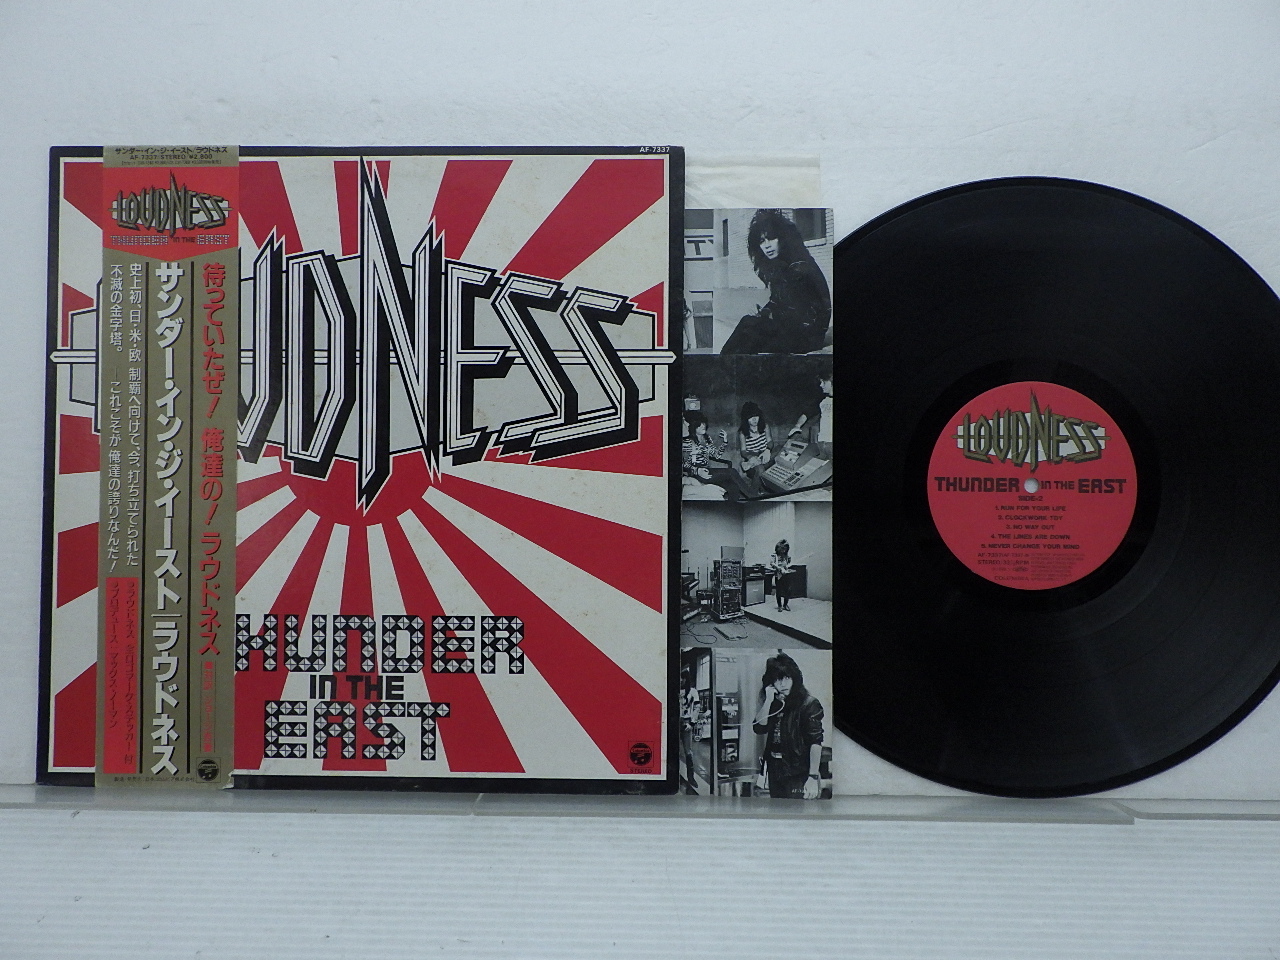 サンダー・イン・ジ・イースト/ラウドネス
AF-7337/STEREO ¥2,800
LOUDNESS
THUNDER IN THE EAST
待っていたぜ! 俺達の! ラウドネス
サンダー・イン・ジ・イースト/ラウドネス
史上初、日・米・欧 制覇へ向けて、今、打ち立てられた
不滅の金字塔。 ——これこそが俺達の誇りなんだ!
AF-7337
UDNESS
HUNDER
IN THE
EAST
STEREO
LOUDNESS
THUNDER IN THE EAST
SIDE-2
1. RUN FOR YOUR LIFE
2. CLOCKWORK TOY
3. NO WAY OUT
4. THE LINES ARE DOWN
5. NEVER CHANGE YOUR MIND